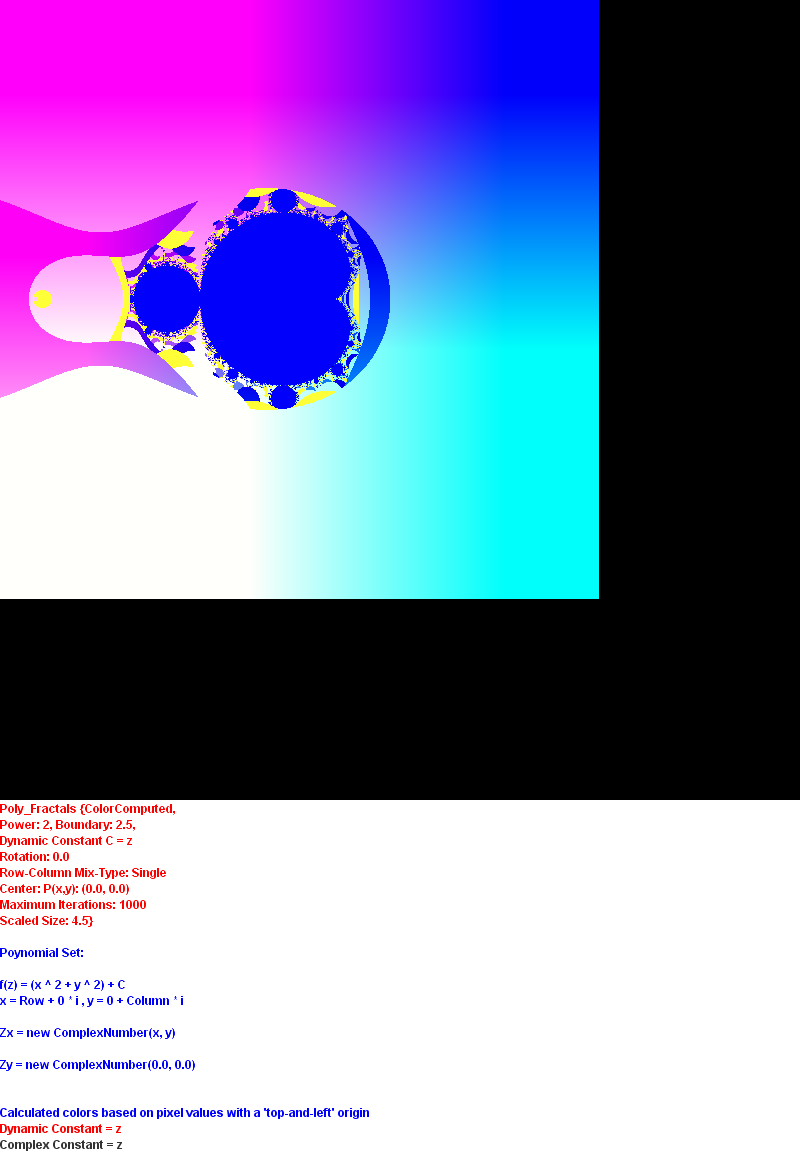 Poly_Fractals {ColorComputed,
Power: 2, Boundary: 2.5,
Dynamic Constant C = z
Rotation: 0.0
Row-Column Mix-Type: Single
Center: P(x,y): (0.0, 0.0)
Maximum Iterations: 1000
Scaled Size: 4.5}
Poynomial Set:
f(z) = (x ^ 2 + y ^ 2) + C
x = Row + 0 * i , y = 0 + Column * i
Zx = new ComplexNumber(x, y)
Zy = new ComplexNumber(0.0, 0.0)
Calculated colors based on pixel values with a 'top-and-left' origin
Dynamic Constant = z
Complex Constant = z